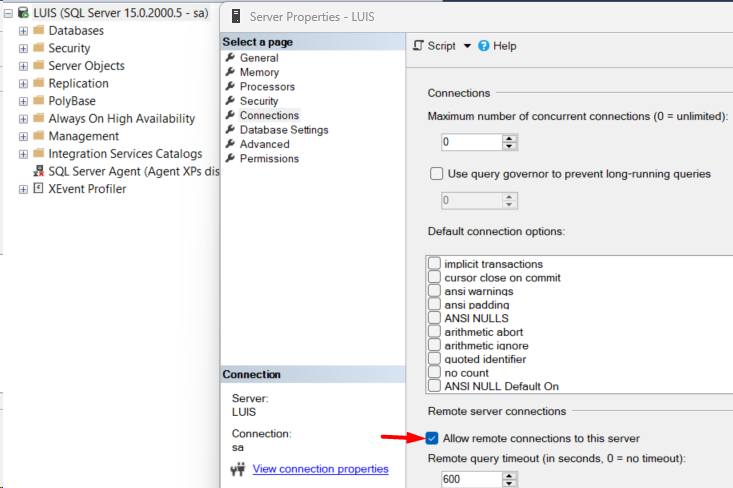 LUIS (SQL Server 15.0.2000.5 - sa)
Databases
Security
Server Objects
Replication
PolyBase
Always On High Availability
Management
Integration Services Catalogs
SQL Server Agent (Agent XPs dis
XEvent Profiler
Server Properties - LUIS
Select a page
General
Memory
Processors
Security
Connections
Database Settings
Advanced
Permissions
Connection
Server:
LUIS
Connection:
sa
View connection properties
Script Help
Connections
Maximum number of concurrent connections (0 = unlimited):
0
Use query governor to prevent long-running queries
0
Default connection options:
implicit transactions
cursor close on commit
ansi warnings
ansi padding
ANSI NULLS
arithmetic abort
arithmetic ignore
quoted identifier
no count
ANSI NULL Default On
Remote server connections
Allow remote connections to this server
Remote query timeout (in seconds, 0 = no timeout):
600